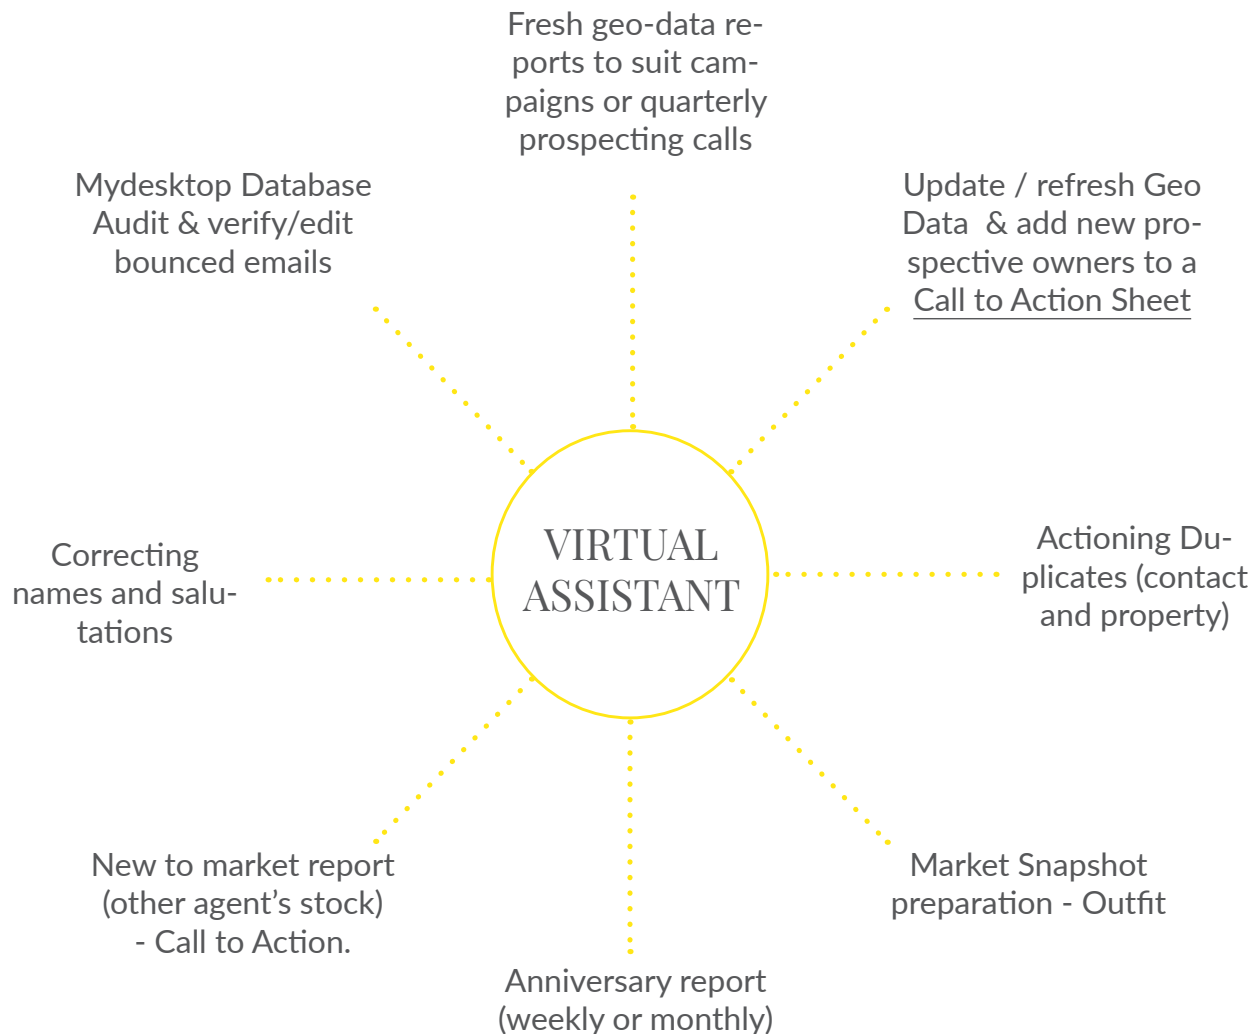 Fresh geo-data re-
ports to suit cam-
paigns or quarterly
prospecting calls
Mydesktop Database
Audit & verify/edit
bounced emails
Update / refresh Geo
Data  & add new pro-
spective owners to a
Call to Action Sheet
Correcting
names and salu-
tations
VIRTUAL
ASSISTANT
Actioning Du-
plicates (contact
and property)
New to market report
(other agent’s stock)
- Call to Action.
Market Snapshot
preparation - Outfit
Anniversary report
(weekly or monthly)